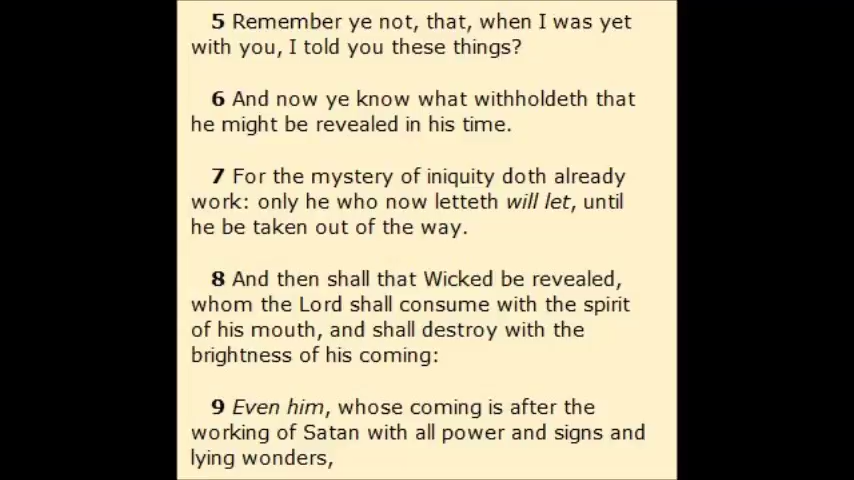 5 Remember ye not, that, when I was yet
with you, I told you these things?
6 And now ye know what withholdeth that
he might be revealed in his time.
7 For the mystery of iniquity doth already
work: only he who now letteth will let, until
he be taken out of the way.
8 And then shall that Wicked be revealed,
whom the Lord shall consume with the spirit
of his mouth, and shall destroy with the
brightness of his coming:
9 Even him, whose coming is after the
working of Satan with all power and signs and
lying wonders,